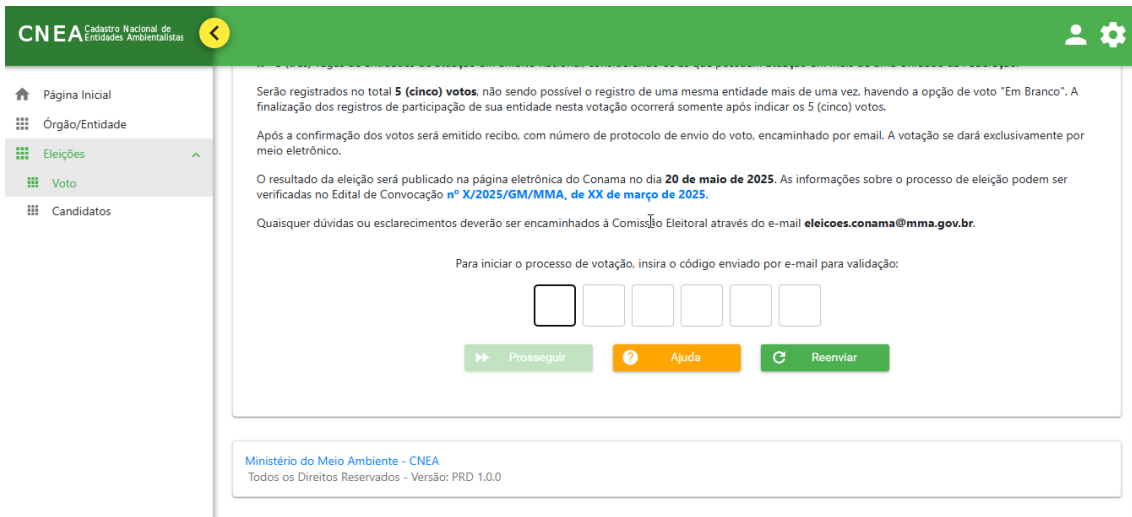 CNEA Cadastro Nacional de
Entidades Ambientalistas
Página Inicial
Órgão/Entidade
Eleições
Voto
Candidatos
Serão registrados no total 5 (cinco) votos, não sendo possível o registro de uma mesma entidade mais de uma vez, havendo a opção de voto "Em Branco". A
finalização dos registros de participação de sua entidade nesta votação ocorrerá somente após indicar os 5 (cinco) votos.
Após a confirmação dos votos será emitido recibo, com número de protocolo de envio do voto, encaminhado por email. A votação se dará exclusivamente por
meio eletrônico.
O resultado da eleição será publicado na página eletrônica do Conama no dia 20 de maio de 2025. As informações sobre o processo de eleição podem ser
verificadas no Edital de Convocação nº X/2025/GM/MMA, de XX de março de 2025.
Quaisquer dúvidas ou esclarecimentos deverão ser encaminhados à Comissão Eleitoral através do e-mail eleicoes.conama@mma.gov.br.
Para iniciar o processo de votação, insira o código enviado por e-mail para validação:
Prosseguir
Ajuda
Reenviar
Ministério do Meio Ambiente - CNEA
Todos os Direitos Reservados - Versão: PRD 1.0.0